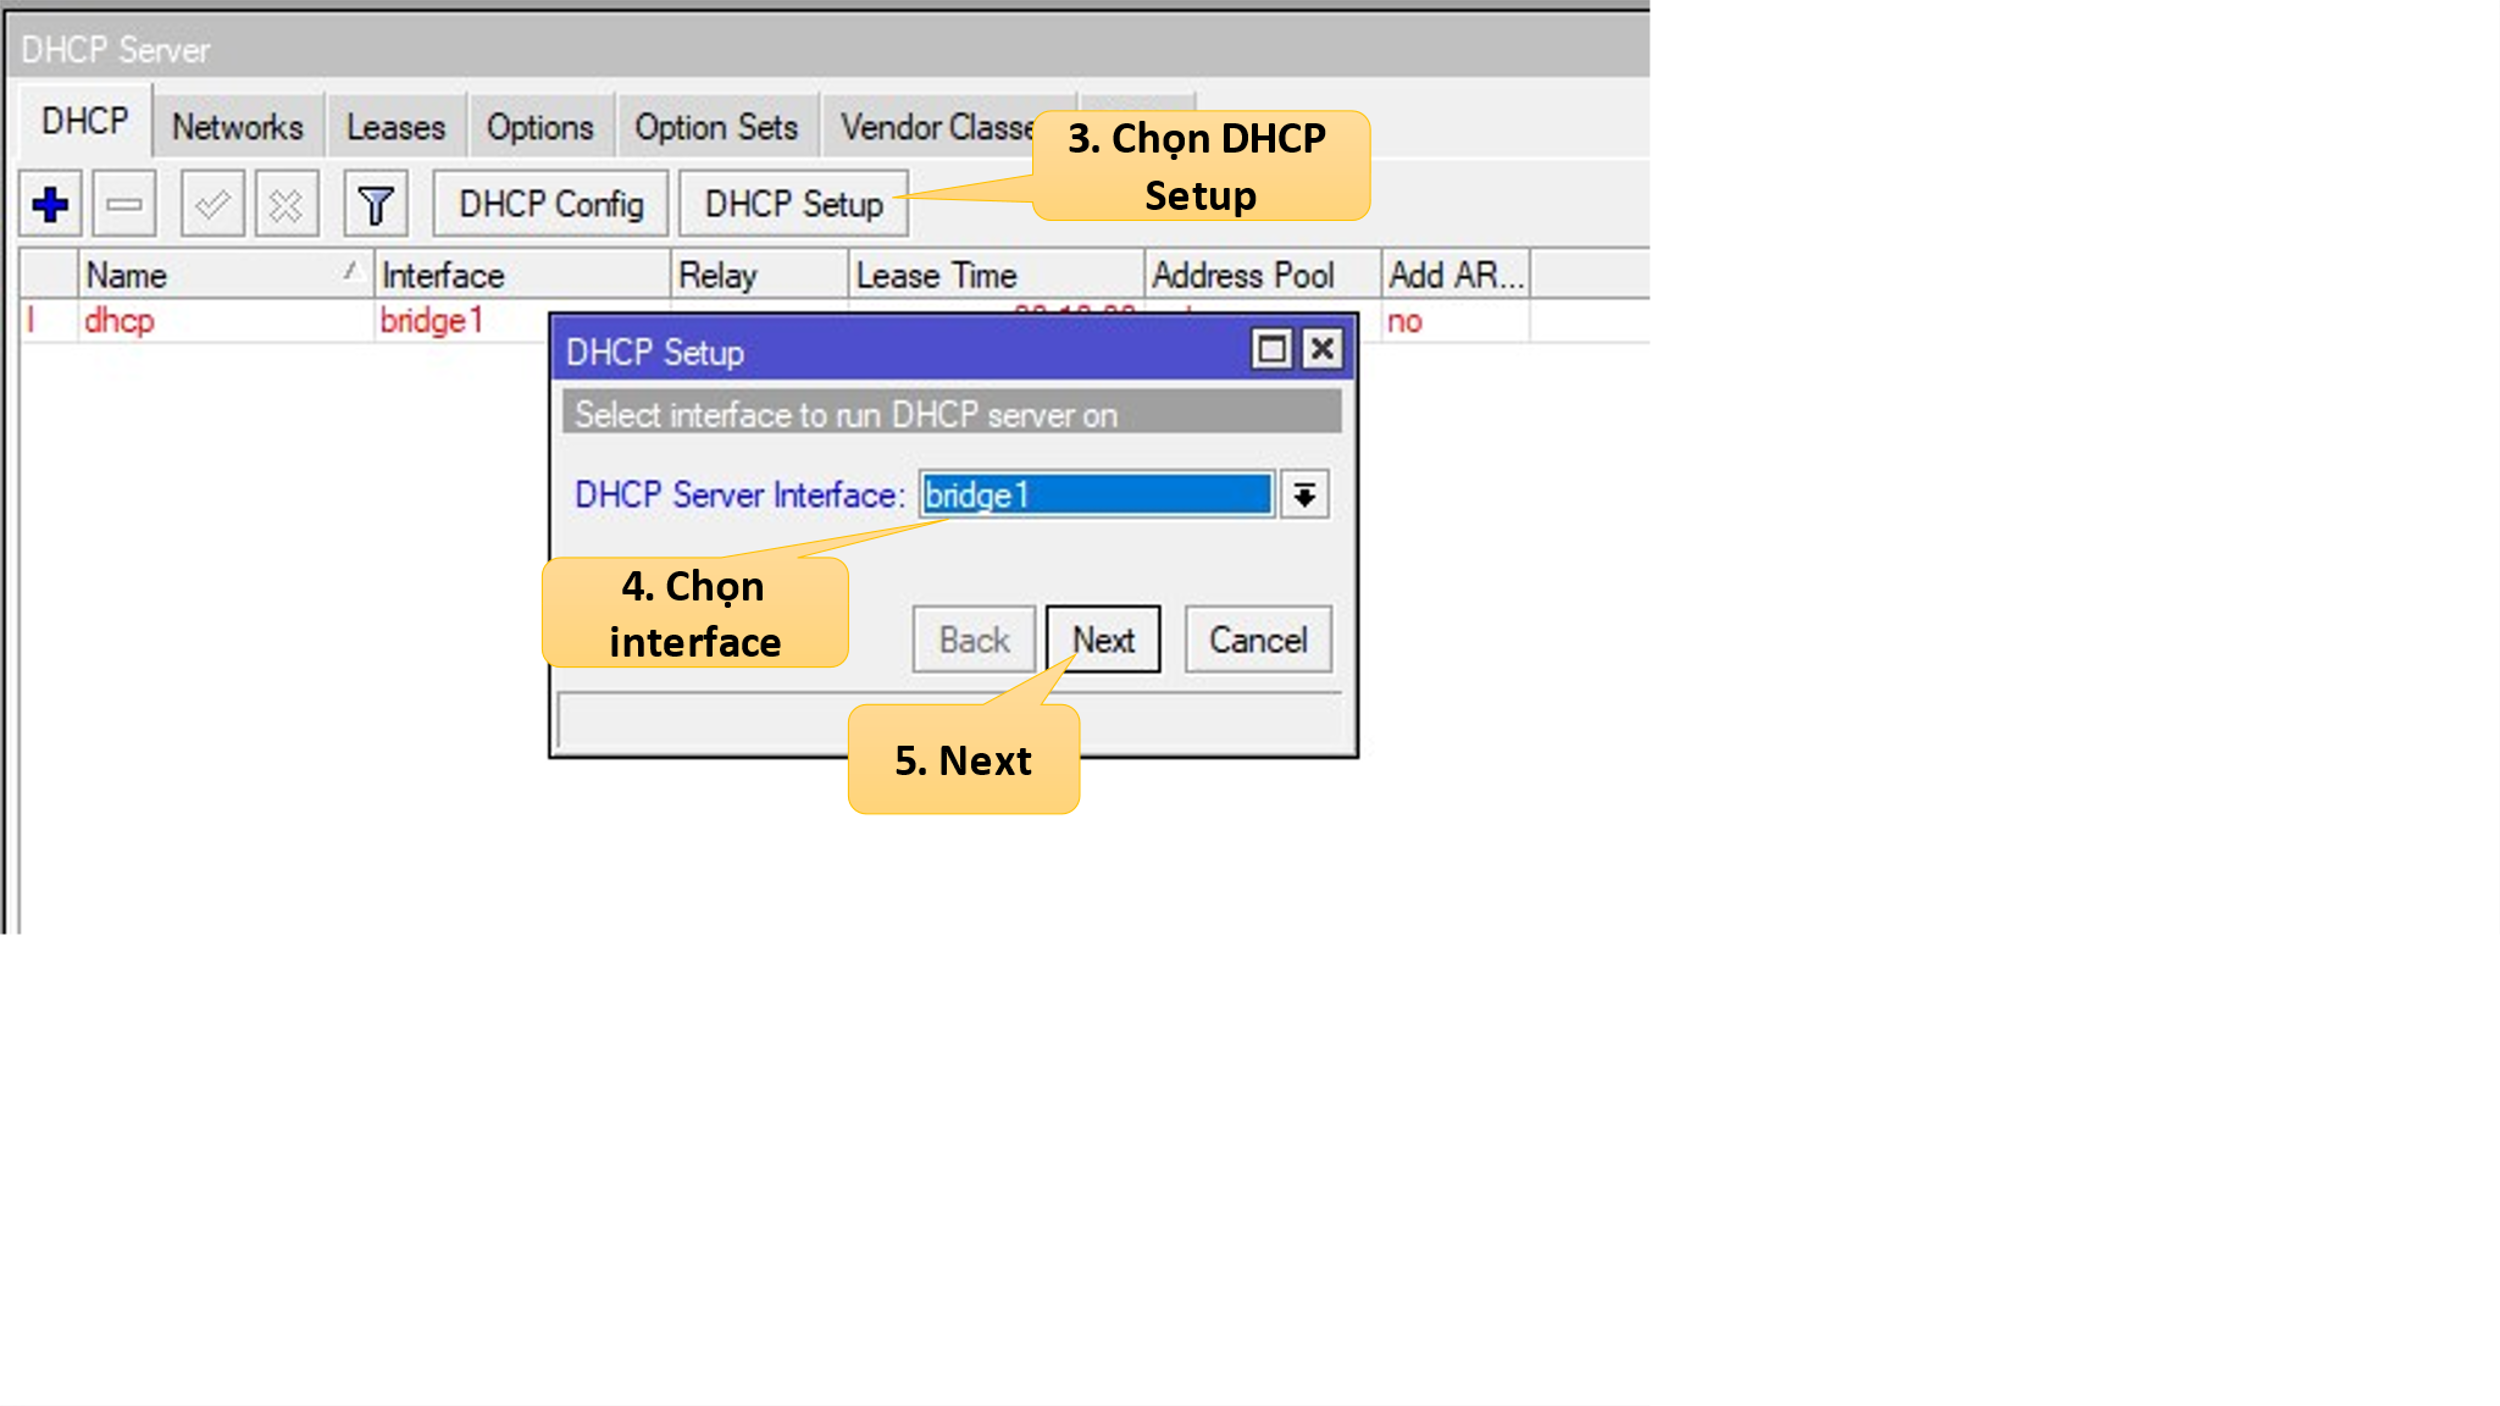 DHCP Server
DHCP Networks Leases Options Option Sets Vendor Classe
3. Chọn DHCP
Setup
DHCP Config DHCP Setup
Name Interface Relay Lease Time Address Pool Add AR...
I dhcp bridge1 no
DHCP Setup
Select interface to run DHCP server on
DHCP Server Interface: bridge1
4. Chọn
interface
Back Next Cancel
5. Next